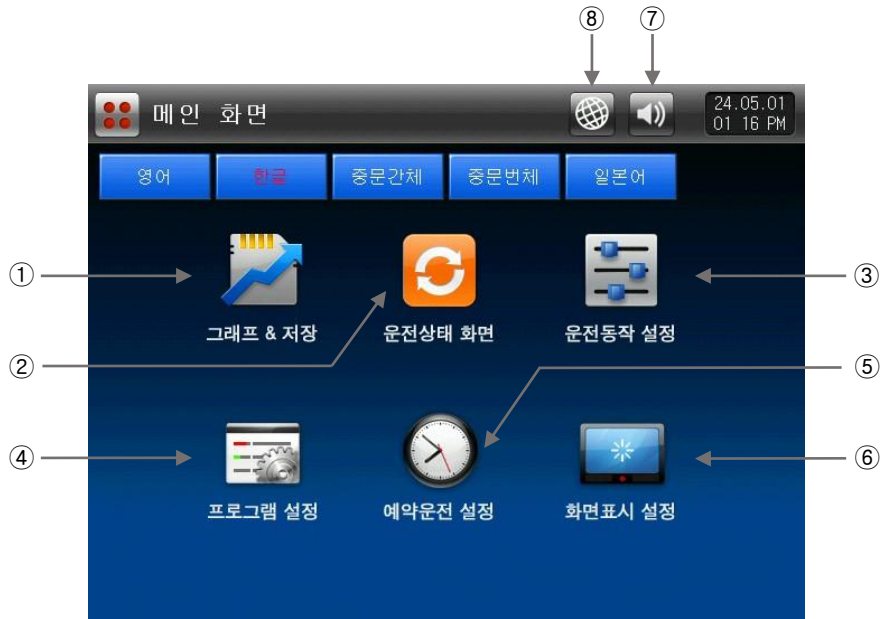 ⑧ ⑦
메인 화면
24.05.01
01 16 PM
영어 한글 중문간체 중문번체 일본어
① ③
그래프 & 저장 운전상태 화면 운전동작 설정
② ⑤
④ ⑥
프로그램 설정 예약운전 설정 화면표시 설정